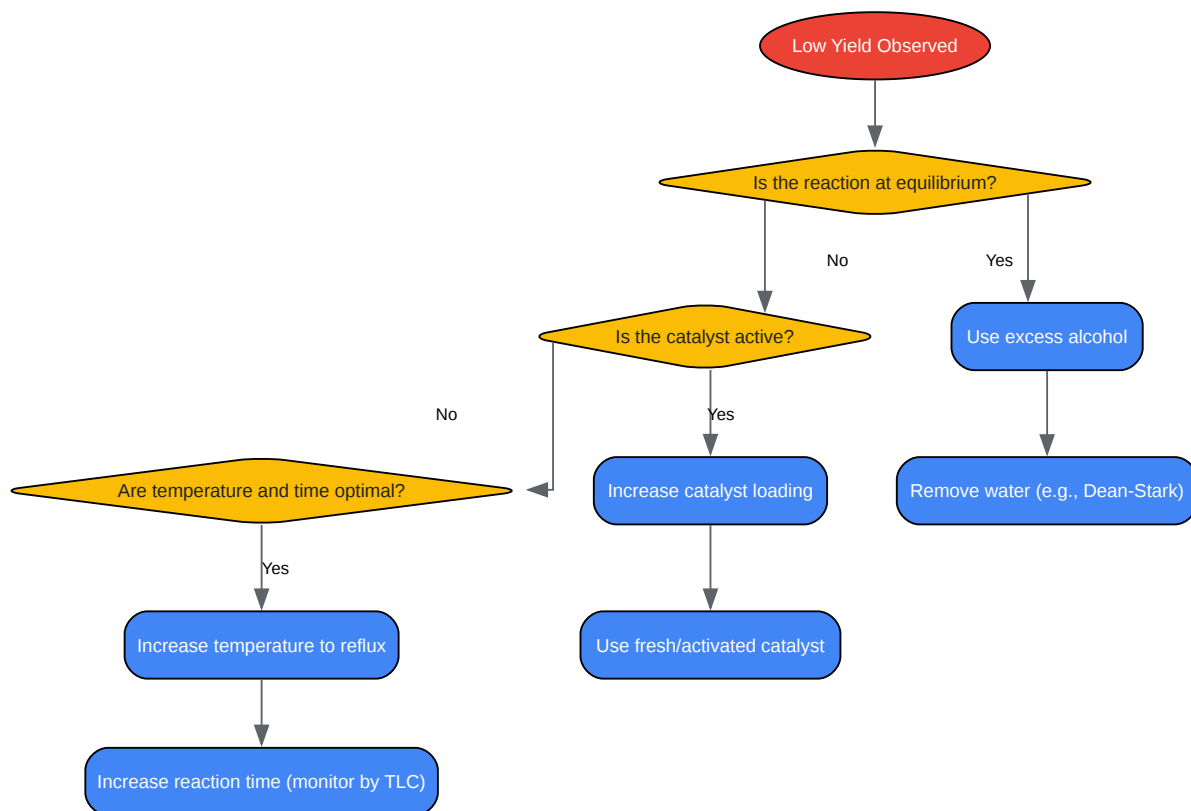 Low Yield Observed
Is the reaction at equilibrium?
No
Yes
Is the catalyst active?
Use excess alcohol
No
Yes
Are temperature and time optimal?
Increase catalyst loading
Remove water (e.g., Dean-Stark)
Yes
Increase temperature to reflux
Use fresh/activated catalyst
Increase reaction time (monitor by TLC)